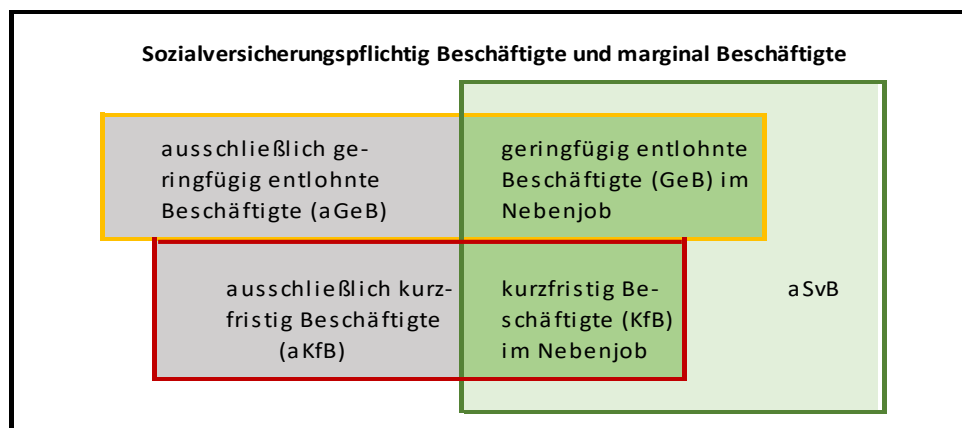 Sozialversicherungspflichtig Beschäftigte und marginal Beschäftigte
ausschließlich ge-
ringfügig entlohnte
Beschäftigte (aGeB)
geringfügig entlohnte
Beschäftigte (GeB) im
Nebenjob
ausschließlich kurz-
fristig Beschäftigte
(aKfB)
kurzfristig Be-
schäftigte (KfB)
im Nebenjob
aSvB